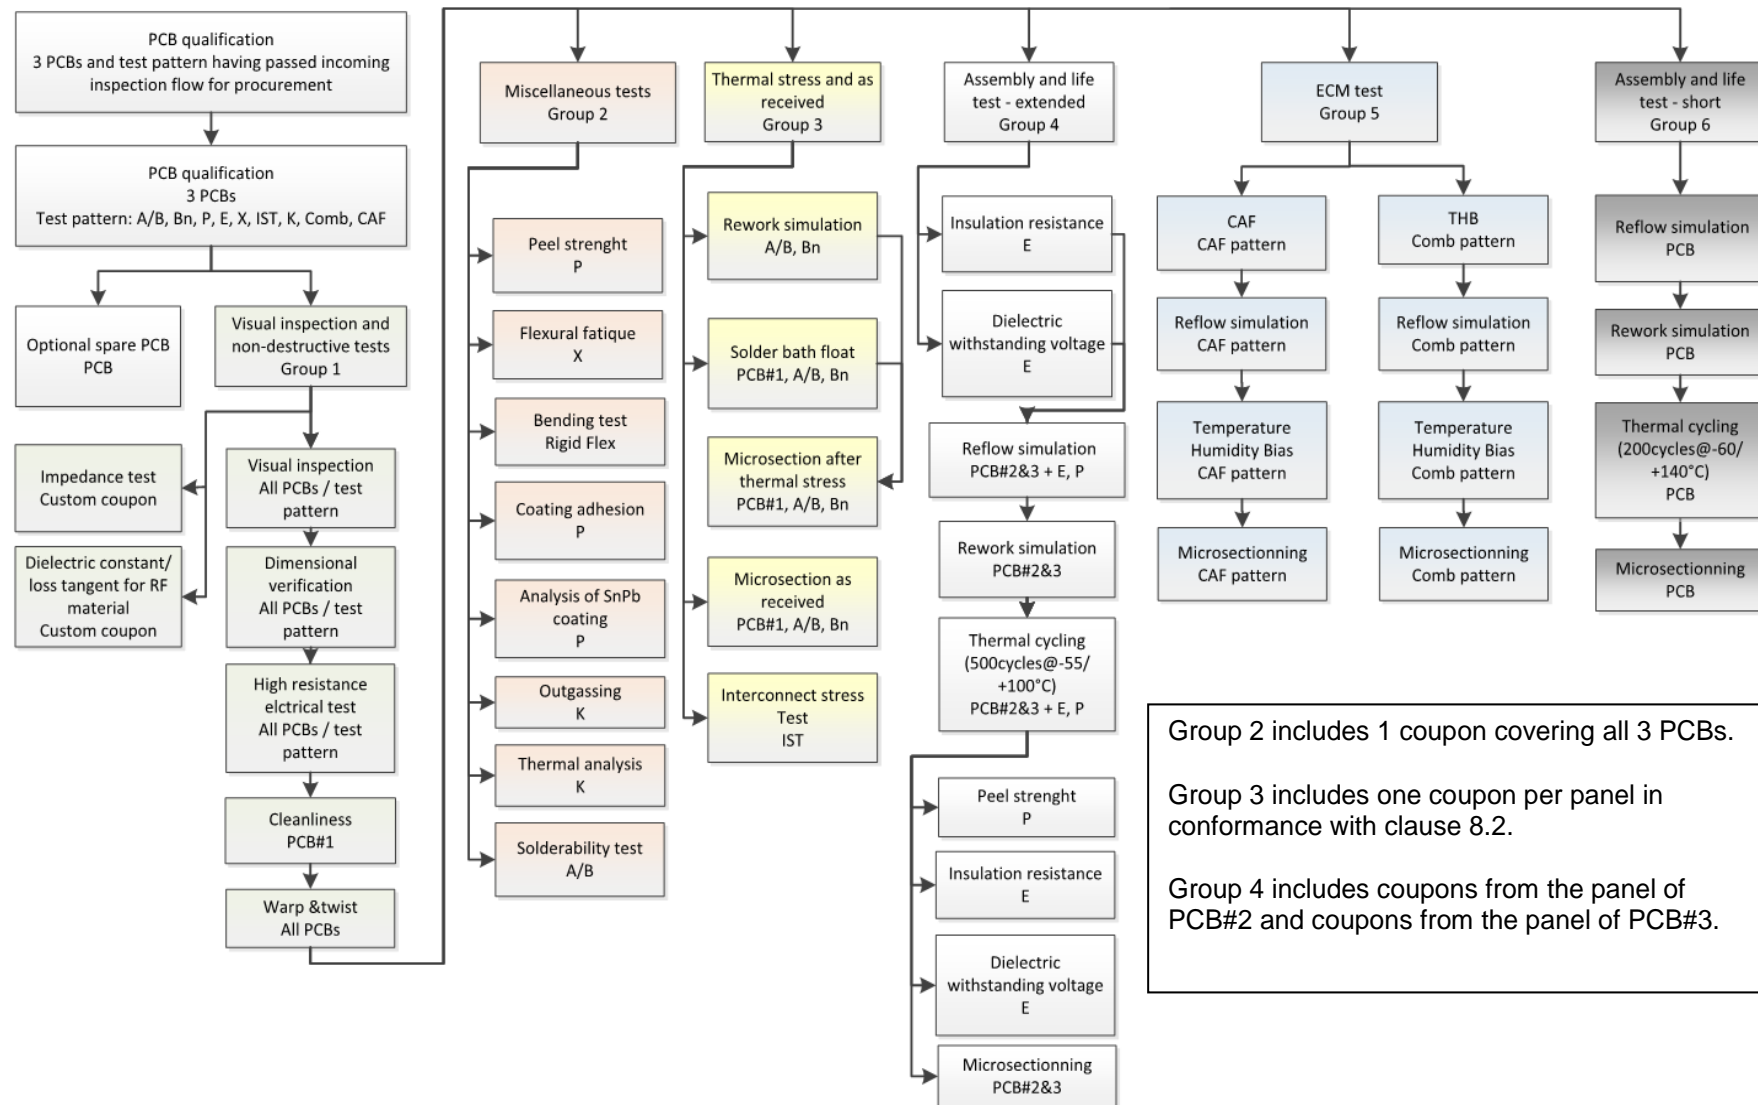 PCB qualification
3 PCBs and test pattern having passed incoming
inspection flow for procurement
PCB qualification
3 PCBs
Test pattern: A/B, Bn, P, E, X, IST, K, Comb, CAF
Optional spare PCB
PCB
Visual inspection and
non-destructive tests
Group 1
Impedance test
Custom coupon
Dielectric constant/
loss tangent for RF
material
Custom coupon
Visual inspection
All PCBs / test
pattern
Dimensional
verification
All PCBs / test
pattern
High resistance
elctrical test
All PCBs / test
pattern
Cleanliness
PCB#1
Warp &twist
All PCBs
Miscellaneous tests
Group 2
Peel strenght
P
Flexural fatique
X
Bending test
Rigid Flex
Coating adhesion
P
Analysis of SnPb
coating
P
Outgassing
K
Thermal analysis
K
Solderability test
A/B
Thermal stress and as
received
Group 3
Rework simulation
A/B, Bn
Solder bath float
PCB#1, A/B, Bn
Microsection after
thermal stress
PCB#1, A/B, Bn
Microsection as
received
PCB#1, A/B, Bn
Interconnect stress
Test
IST
Assembly and life
test - extended
Group 4
Insulation resistance
E
Dielectric
withstanding voltage
E
Reflow simulation
PCB#2&3 + E, P
Rework simulation
PCB#2&3
Thermal cycling
(500cycles@-55/
+100°C)
PCB#2&3 + E, P
Peel strenght
P
Insulation resistance
E
Dielectric
withstanding voltage
E
Microsectionning
PCB#2&3
ECM test
Group 5
CAF
CAF pattern
Reflow simulation
CAF pattern
Temperature
Humidity Bias
CAF pattern
Microsectionning
CAF pattern
THB
Comb pattern
Reflow simulation
Comb pattern
Temperature
Humidity Bias
Comb pattern
Microsectionning
Comb pattern
Assembly and life
test - short
Group 6
Reflow simulation
PCB
Rework simulation
PCB
Thermal cycling
(200cycles@-60/
+140°C)
PCB
Microsectionning
PCB
Group 2 includes 1 coupon covering all 3 PCBs.
Group 3 includes one coupon per panel in
conformance with clause 8.2.
Group 4 includes coupons from the panel of
PCB#2 and coupons from the panel of PCB#3.